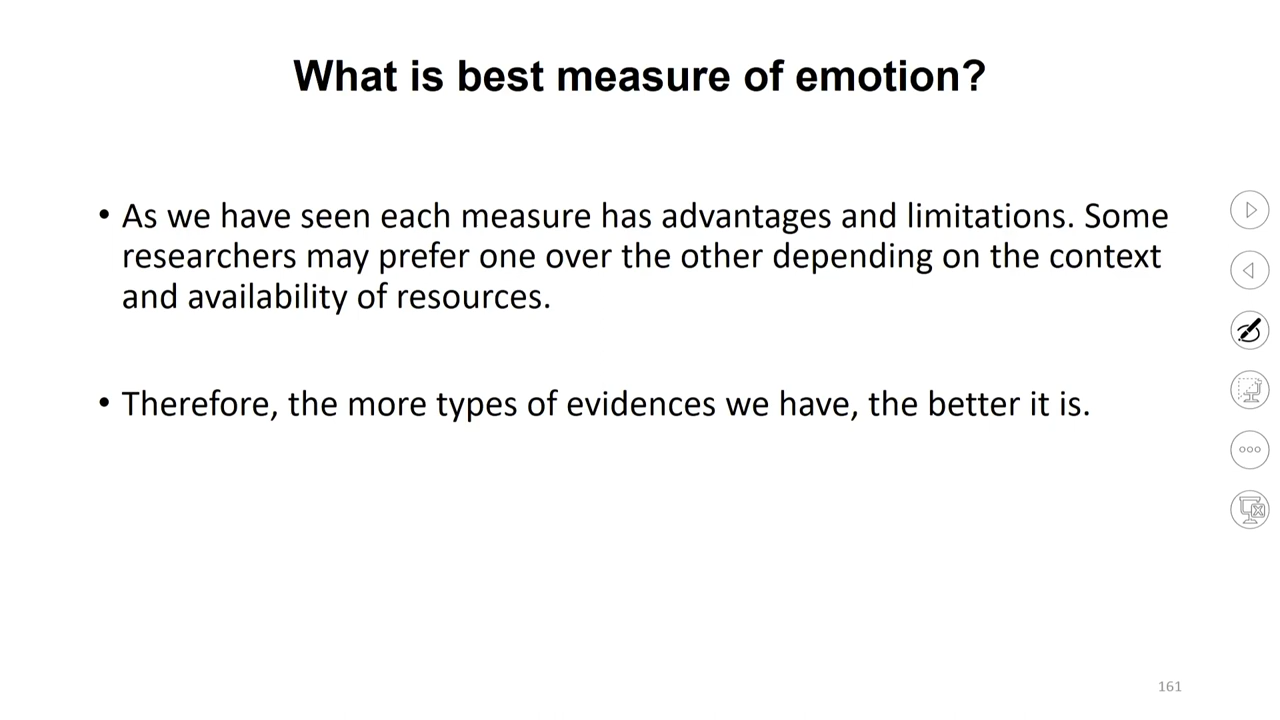 What is best measure of emotion?
• As we have seen each measure has advantages and limitations. Some
researchers may prefer one over the other depending on the context
and availability of resources.
• Therefore, the more types of evidences we have, the better it is.
161